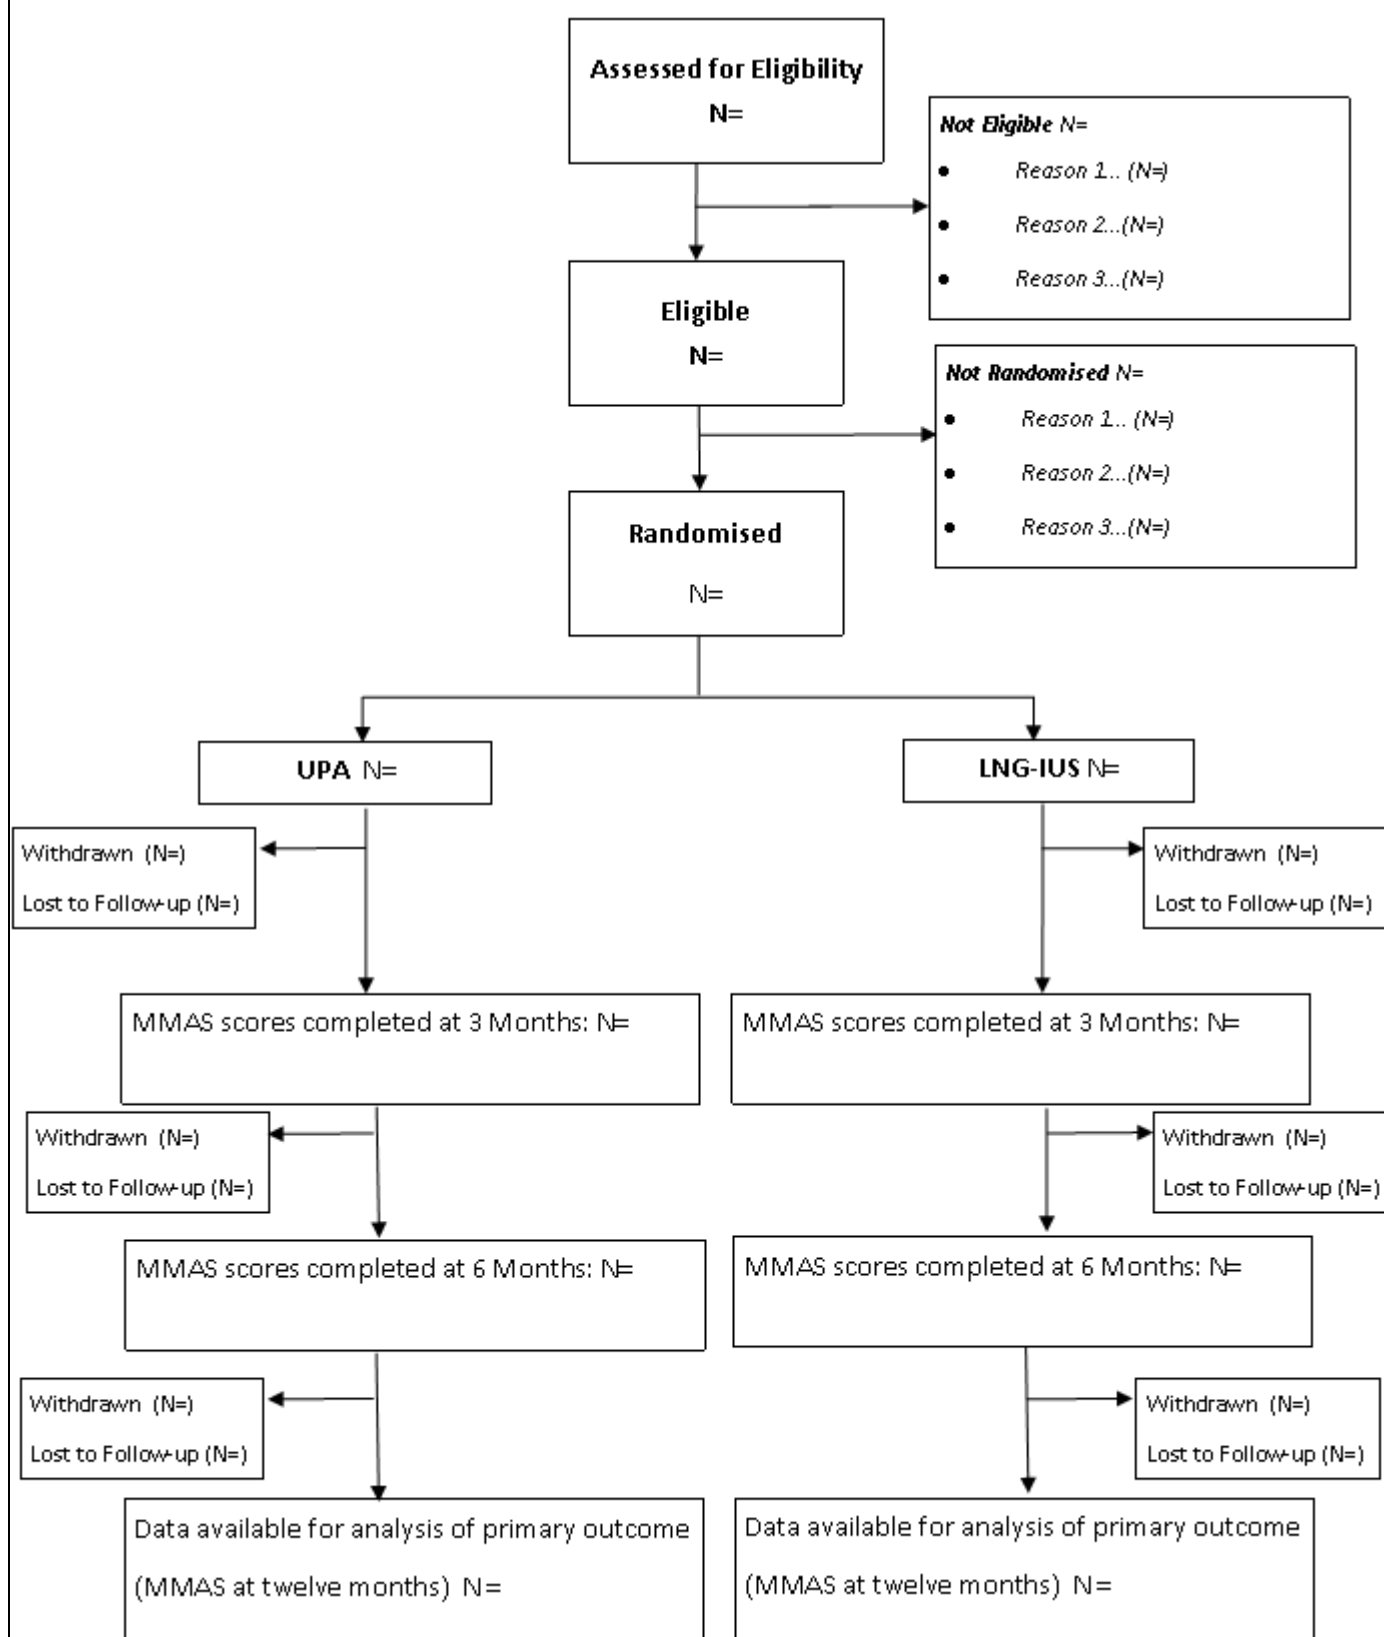 Assessed for Eligibility
N=
Not Eligible N=
● Reason 1... (N=)
● Reason 2...(N=)
● Reason 3...(N=)
Eligible
N=
Not Randomised N=
● Reason 1... (N=)
● Reason 2...(N=)
● Reason 3...(N=)
Randomised
N=
UPA N=
LNG-IUS N=
Withdrawn (N=)
Lost to Follow-up (N=)
Withdrawn (N=)
Lost to Follow-up (N=)
MMAS scores completed at 3 Months: N=
MMAS scores completed at 3 Months: N=
Withdrawn (N=)
Lost to Follow-up (N=)
Withdrawn (N=)
Lost to Follow-up (N=)
MMAS scores completed at 6 Months: N=
MMAS scores completed at 6 Months: N=
Withdrawn (N=)
Lost to Follow-up (N=)
Withdrawn (N=)
Lost to Follow-up (N=)
Data available for analysis of primary outcome
(MMAS at twelve months) N=
Data available for analysis of primary outcome
(MMAS at twelve months) N=